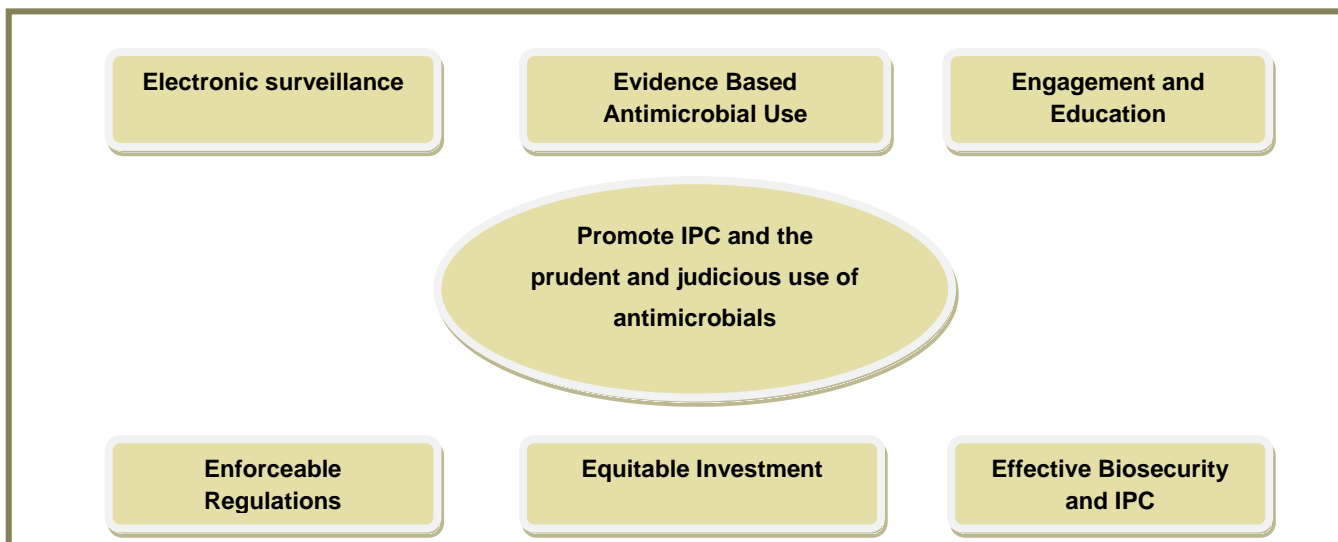 Electronic surveillance
Evidence Based
Antimicrobial Use
Engagement and
Education
Promote IPC and the
prudent and judicious use of
antimicrobials
Enforceable
Regulations
Equitable Investment
Effective Biosecurity
and IPC